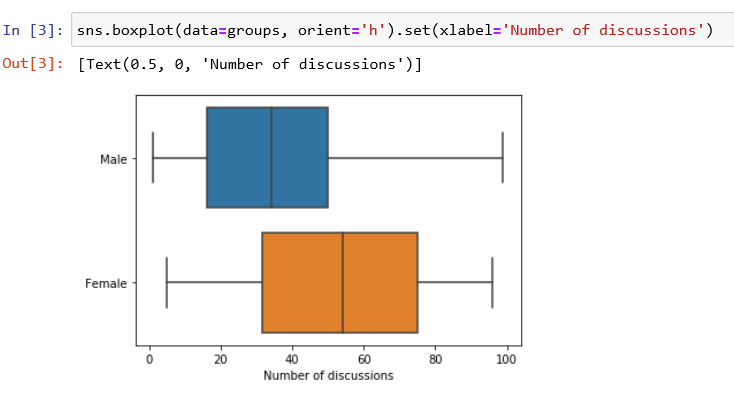 In [3]: sns.boxplot(data=groups, orient='h').set(xlabel='Number of discussions')
Out[3]: [Text(0.5, 0, 'Number of discussions')]
Male
Female
0 20 40 60 80 100
Number of discussions